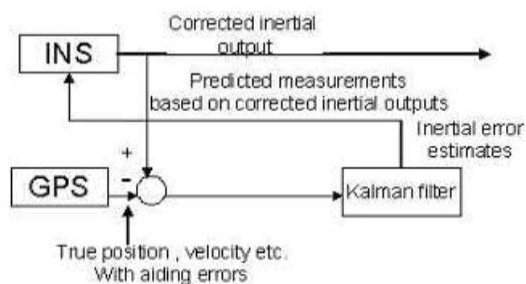 Corrected inertial
output
INS
Predicted measurements
based on corrected inertial outputs
Inertial error
estimates
+
-
GPS
Kalman filter
True position , velocity etc.
With aiding errors